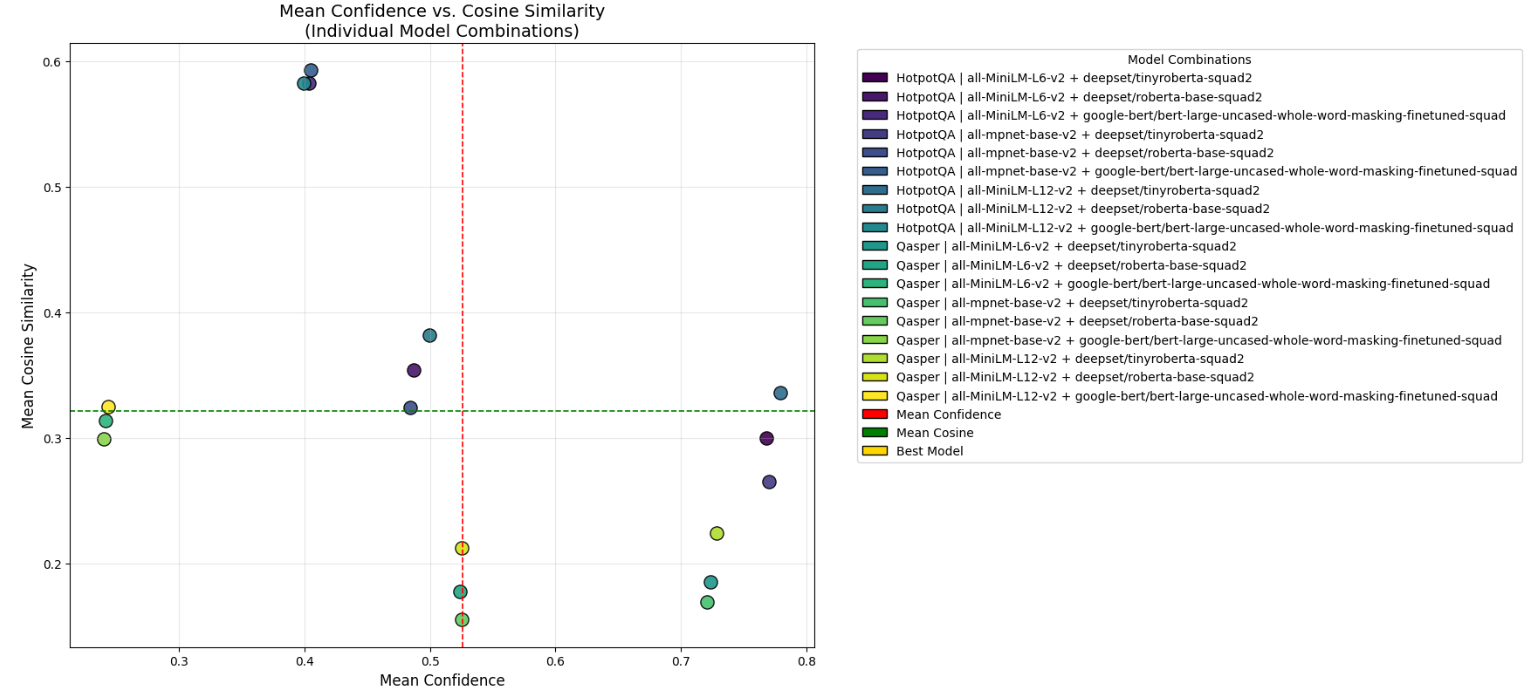 Mean Confidence vs. Cosine Similarity
(Individual Model Combinations)
Mean Cosine Similarity
0.6
0.5
0.4
0.3
0.2
0.3
0.4
0.5
0.6
0.7
0.8
Mean Confidence
Model Combinations
HotpotQA | all-MiniLM-L6-v2 + deepset/tinyroberta-squad2
HotpotQA | all-MiniLM-L6-v2 + deepset/roberta-base-squad2
HotpotQA | all-MiniLM-L6-v2 + google-bert/bert-large-uncased-whole-word-masking-finetuned-squad
HotpotQA | all-mpnet-base-v2 + deepset/tinyroberta-squad2
HotpotQA | all-mpnet-base-v2 + deepset/roberta-base-squad2
HotpotQA | all-mpnet-base-v2 + google-bert/bert-large-uncased-whole-word-masking-finetuned-squad
HotpotQA | all-MiniLM-L12-v2 + deepset/tinyroberta-squad2
HotpotQA | all-MiniLM-L12-v2 + deepset/roberta-base-squad2
HotpotQA | all-MiniLM-L12-v2 + google-bert/bert-large-uncased-whole-word-masking-finetuned-squad
Qasper | all-MiniLM-L6-v2 + deepset/tinyroberta-squad2
Qasper | all-MiniLM-L6-v2 + deepset/roberta-base-squad2
Qasper | all-MiniLM-L6-v2 + google-bert/bert-large-uncased-whole-word-masking-finetuned-squad
Qasper | all-mpnet-base-v2 + deepset/tinyroberta-squad2
Qasper | all-mpnet-base-v2 + deepset/roberta-base-squad2
Qasper | all-mpnet-base-v2 + google-bert/bert-large-uncased-whole-word-masking-finetuned-squad
Qasper | all-MiniLM-L12-v2 + deepset/tinyroberta-squad2
Qasper | all-MiniLM-L12-v2 + deepset/roberta-base-squad2
Qasper | all-MiniLM-L12-v2 + google-bert/bert-large-uncased-whole-word-masking-finetuned-squad
Mean Confidence
Mean Cosine
Best Model